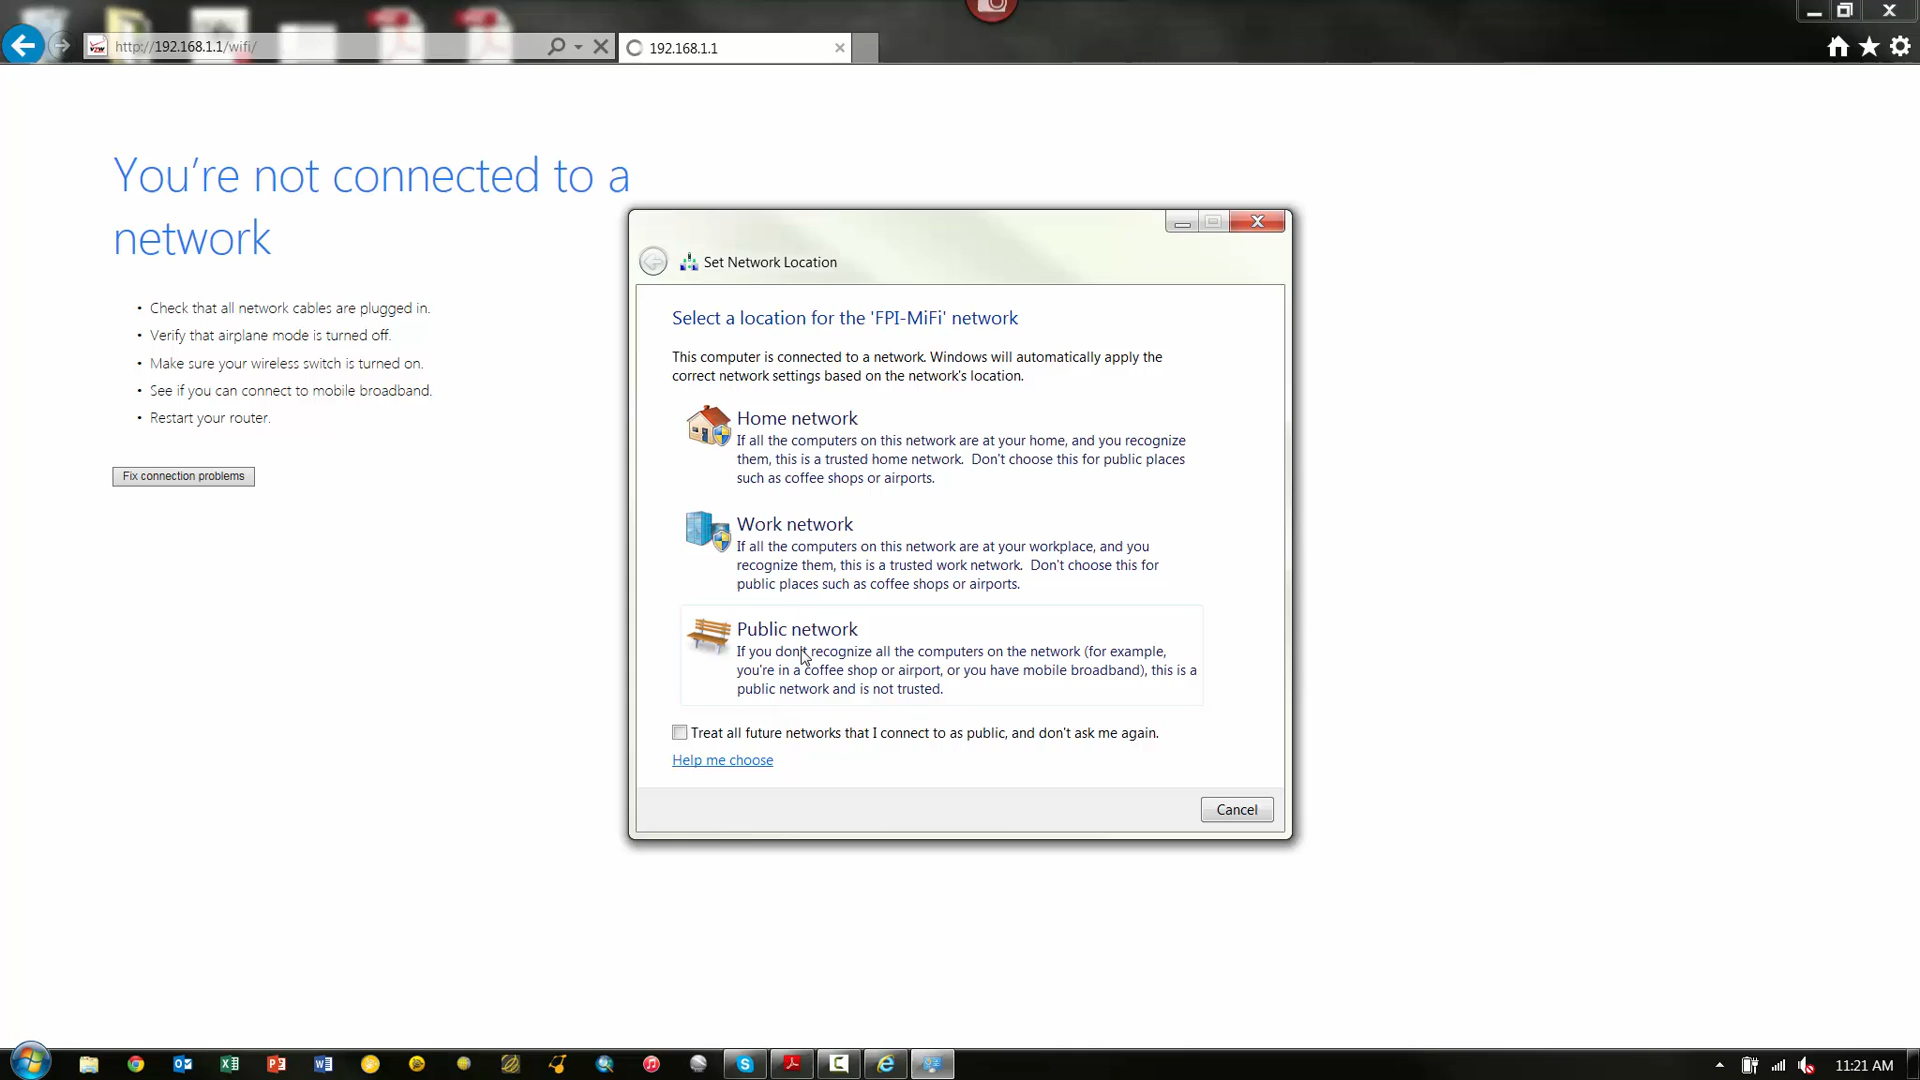 http://192.168.1.1/wifi/
192.168.1.1
You're not connected to a
network
• Check that all network cables are plugged in.
• Verify that airplane mode is turned off.
• Make sure your wireless switch is turned on.
• See if you can connect to mobile broadband.
• Restart your router.
Fix connection problems
Set Network Location
Select a location for the 'FPI-MiFi' network
This computer is connected to a network. Windows will automatically apply the
correct network settings based on the network's location.
Home network
If all the computers on this network are at your home, and you recognize
them, this is a trusted home network. Don't choose this for public places
such as coffee shops or airports.
Work network
If all the computers on this network are at your workplace, and you
recognize them, this is a trusted work network. Don't choose this for
public places such as coffee shops or airports.
Public network
If you don't recognize all the computers on the network (for example,
you're in a coffee shop or airport, or you have mobile broadband), this is a
public network and is not trusted.
Treat all future networks that I connect to as public, and don't ask me again.
Help me choose
Cancel
11:21 AM